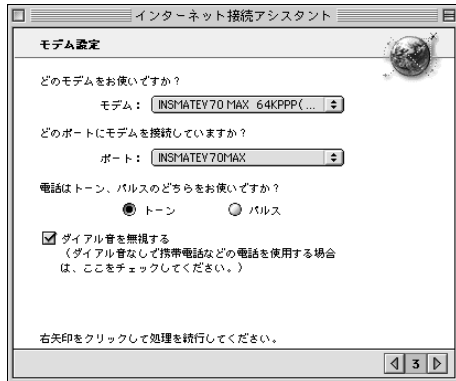 インターネット接続アシスタント
モデム設定
どのモデムをお使いですか？
モデム： INSMATEV70 MAX 64KPPP(...
どのポートにモデムを接続していますか？
ポート： INSMATEV70MAX
電話はトーン、パルスのどちらをお使いですか？
トーン パルス
ダイアル音を無視する
（ダイアル音なしで携帯電話などの電話を使用する場合
は、ここをチェックしてください。）
右矢印をクリックして処理を続行してください。
3